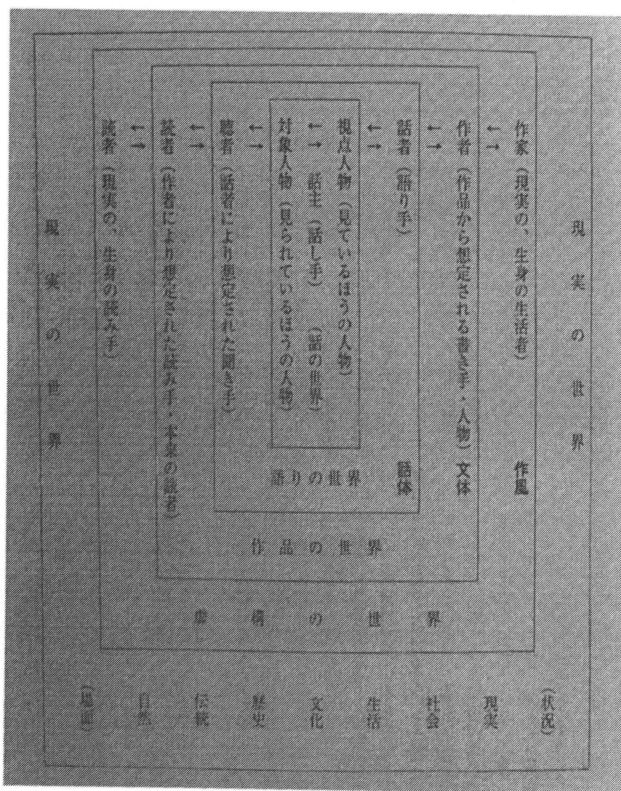 現実の世界
作家（現実の、生身の生活者） 作風
←→
作者（作品から想定される書き手・人物） 文体
←→
話者（語り手） 話体
←→
視点人物（見ているほうの人物）
←→ 話主（話し手） （話の世界）
対象人物（見られているほうの人物）
←→
聴者（話者により想定された聞き手）
←→
読者（作者により想定された読み手・本来の読者）
←→
読者（現実の、生身の読み手）
現実の世界
語りの世界
作品の世界
虚構の世界
（状況）
現実
社会
生活
文化
歴史
伝統
自然
（場面）